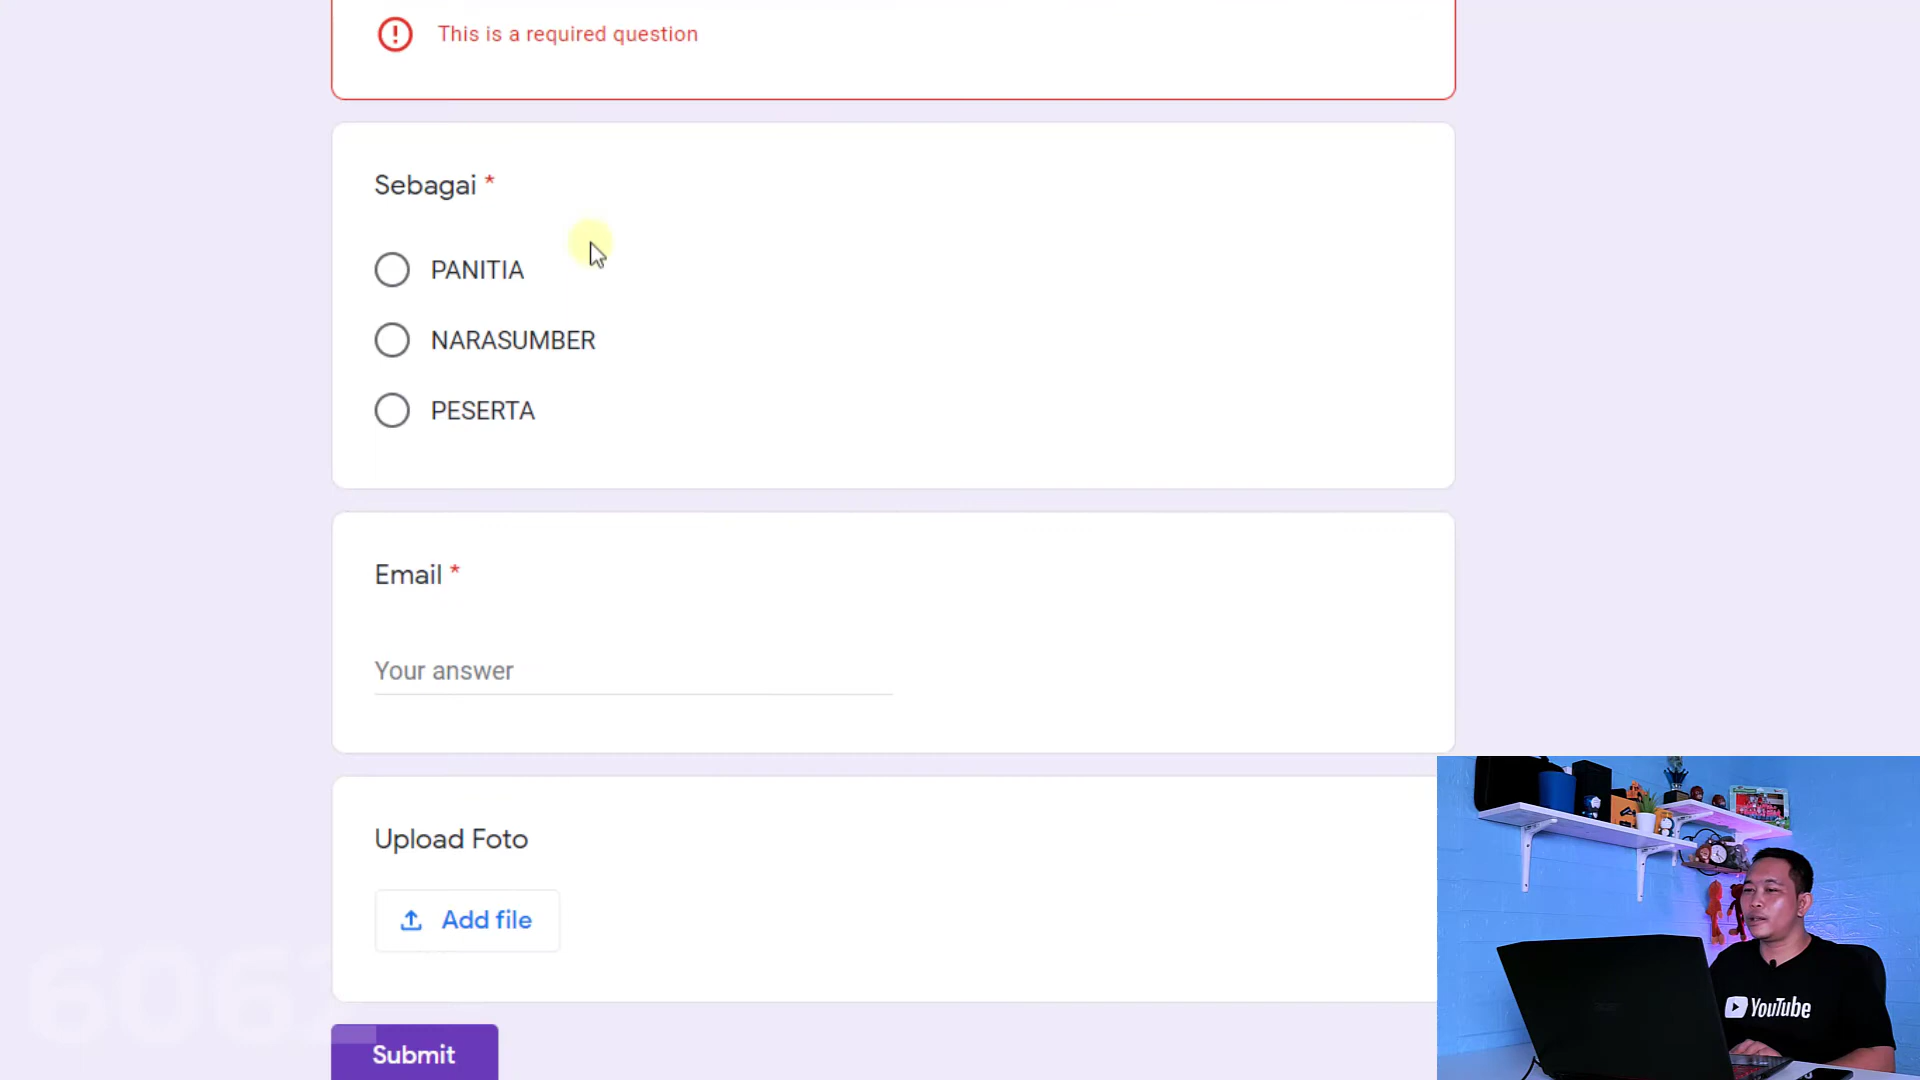 This is a required question
Sebagai *
PANITIA
NARASUMBER
PESERTA
Email *
Your answer
Upload Foto
Add file
Submit
YouTube